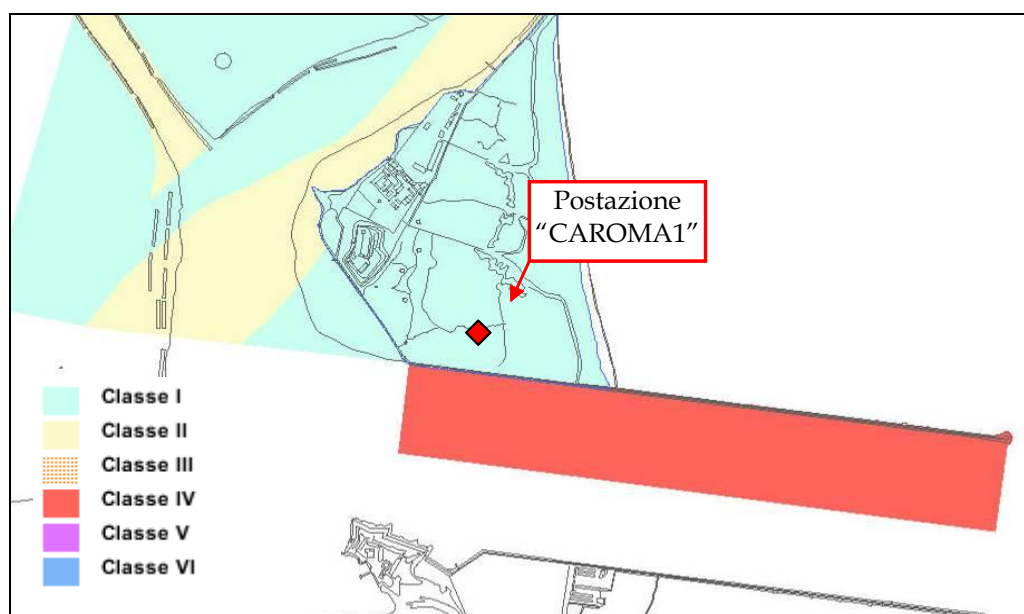 Postazione
“CAROMA1”
Classe I
Classe II
Classe III
Classe IV
Classe V
Classe VI